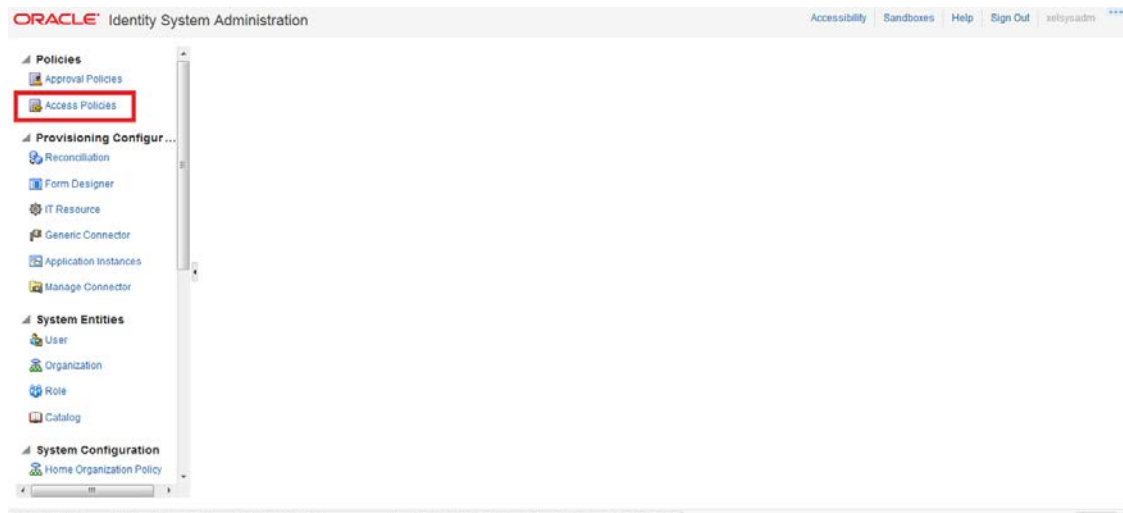 ORACLE® Identity System Administration
Accessibility Sandboxes Help Sign Out xelsysadm
Policies
Approval Policies
Access Policies
Provisioning Configur...
Reconciliation
Form Designer
IT Resource
Generic Connector
Application Instances
Manage Connector
System Entities
User
Organization
Role
Catalog
System Configuration
Home Organization Policy